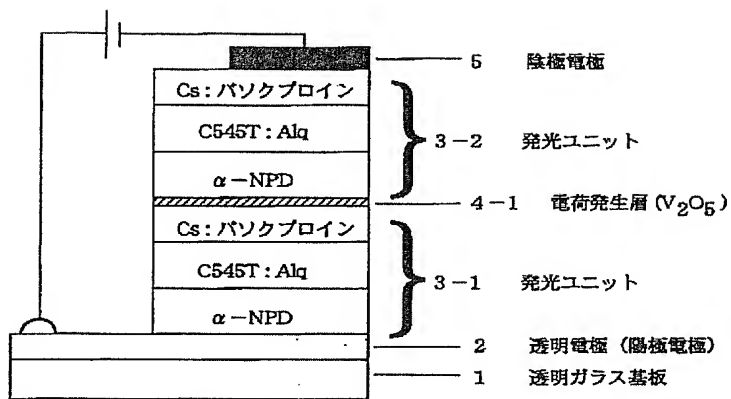 5 陰極電極
Cs:バソクプロイン
C545T:Alq
3-2 発光ユニット
α-NPD
4-1 電荷発生層(V₂O₅)
Cs:バソクプロイン
C545T:Alq
3-1 発光ユニット
α-NPD
2 透明電極(陽極電極)
1 透明ガラス基板